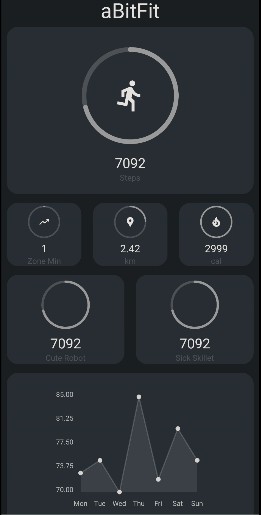 aBitFit
7092
Steps
1
2.42
2999
Zone Min
km
cal
7092
7092
Cute Robot
Sick Skillet
85.00
81.25
77.50
73.75
70.00
Mon Tue Wed Thu Fri Sat Sun